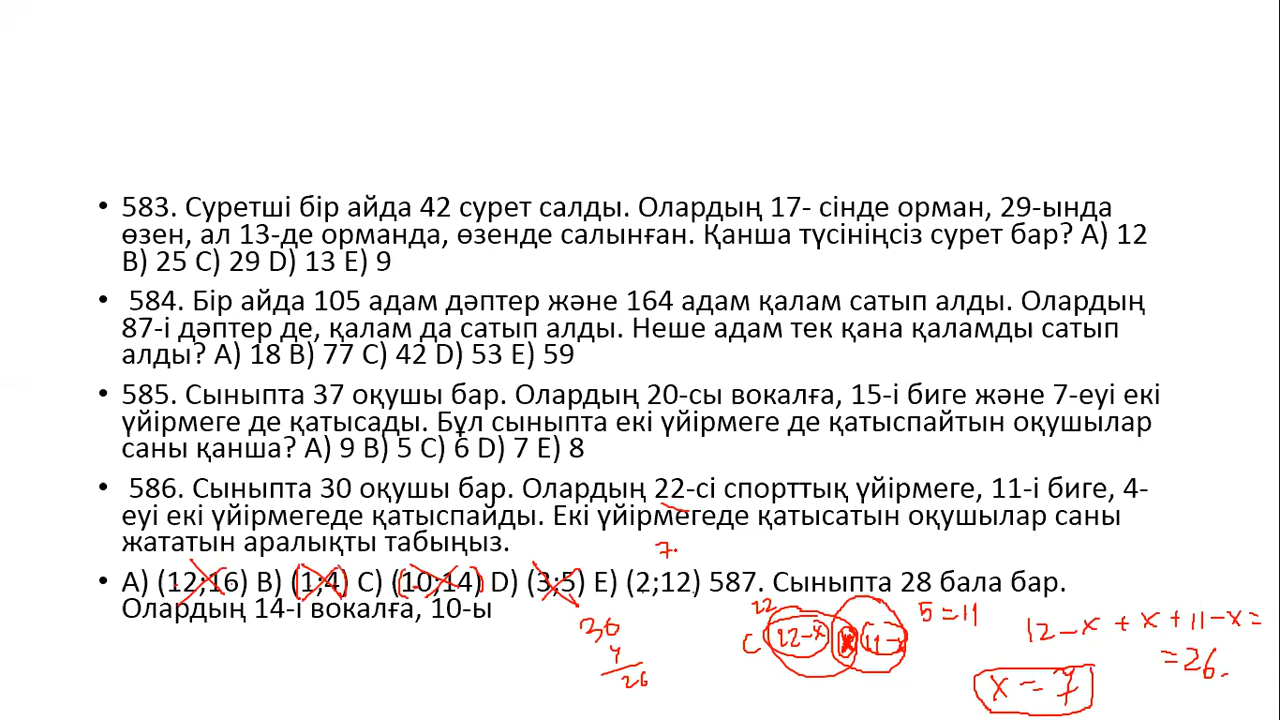 • 583. Суретші бір айда 42 сурет салды. Олардың 17- сінде орман, 29-ында
өзен, ал 13-де орманда, өзенде салынған. Қанша түсініңсіз сурет бар? А) 12
В) 25 С) 29 D) 13 Е) 9
• 584. Бір айда 105 адам дәптер және 164 адам қалам сатып алды. Олардың
87-і дәптер де, қалам да сатып алды. Неше адам тек қана қаламды сатып
алды? А) 18 В) 77 С) 42 D) 53 Е) 59
• 585. Сыныпта 37 оқушы бар. Олардың 20-сы вокалға, 15-і биге және 7-еуі екі
үйірмеге де қатысады. Бұл сыныпта екі үйірмеге де қатыспайтын оқушылар
саны қанша? А) 9 В) 5 С) 6 D) 7 Е) 8
• 586. Сыныпта 30 оқушы бар. Олардың 22-сі спорттық үйірмеге, 11-і биге, 4-
еуі екі үйірмегеде қатыспайды. Екі үйірмегеде қатысатын оқушылар саны
жататын аралықты табыңыз.
7.
• А) (12;16) В) (1;4) С) (10;14) D) (3;5) Е) (2;12) 587. Сыныпта 28 бала бар.
Олардың 14-і вокалға, 10-ы
30
4
26
22
C 22-x x 11-x
5=11
12-x + x + 11-x =
= 26.
x = 7